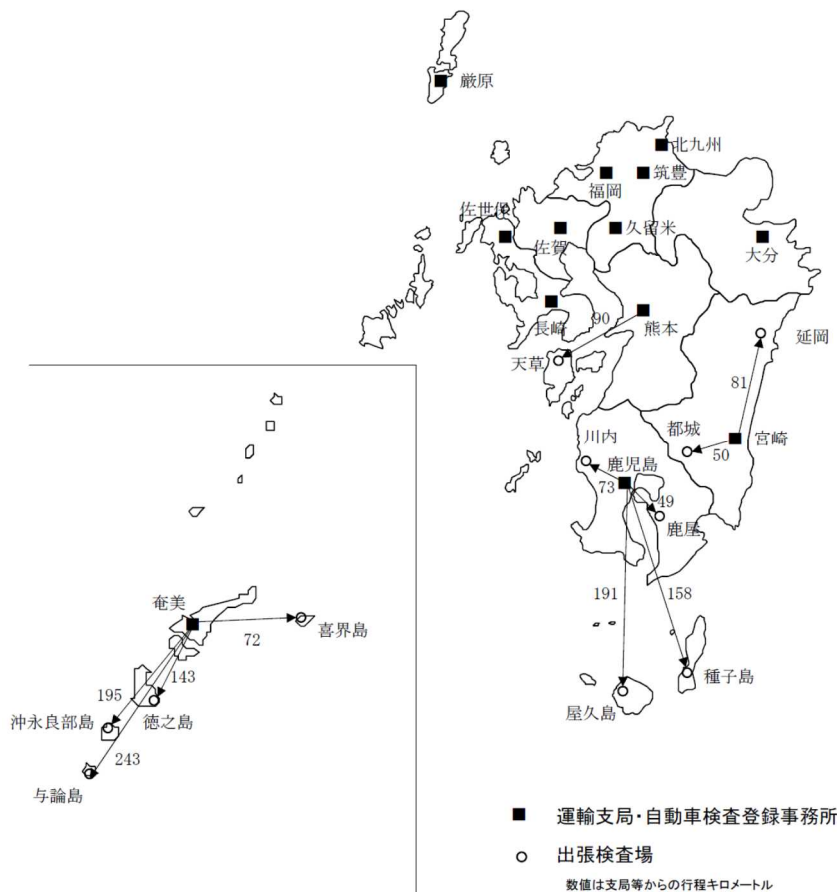 厳原
北九州
福岡
筑豊
佐世保
佐賀
久留米
大分
長崎
90
熊本
天草
延岡
81
川内
都城
宮崎
50
鹿児島
73
49
鹿屋
191
158
種子島
屋久島
奄美
72
喜界島
143
195
徳之島
沖永良部島
243
与論島
■ 運輸支局・自動車検査登録事務所
○ 出張検査場
数値は支局等からの行程キロメートル